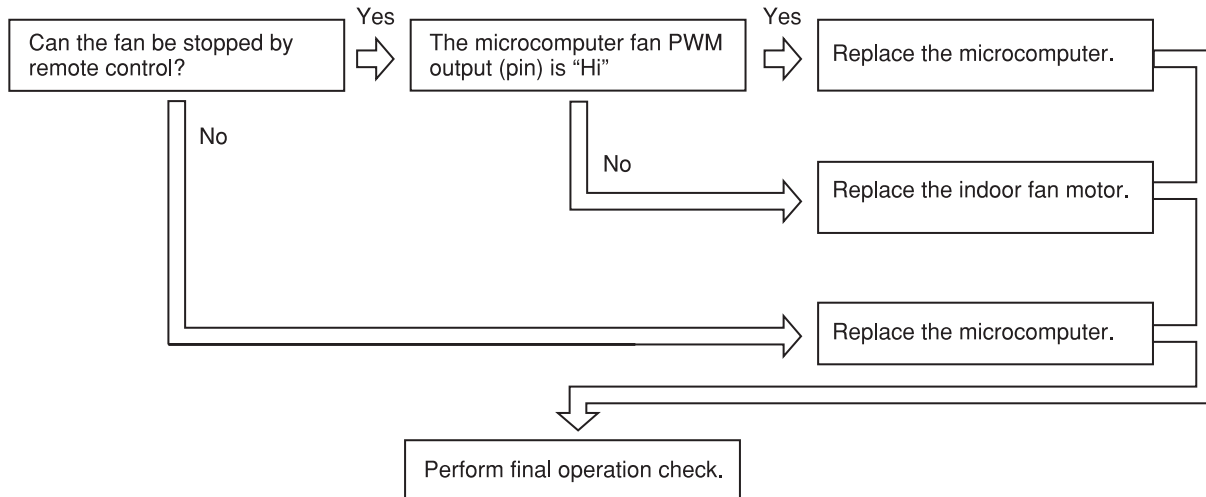 Can the fan be stopped by
remote control?
Yes
The microcomputer fan PWM
output (pin) is “Hi”
Yes
Replace the microcomputer.
No
No
Replace the indoor fan motor.
Replace the microcomputer.
Perform final operation check.